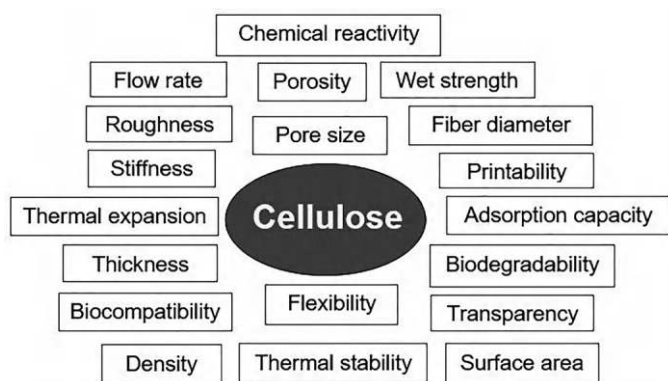 Chemical reactivity
Flow rate
Porosity
Wet strength
Roughness
Pore size
Fiber diameter
Stiffness
Printability
Thermal expansion
Cellulose
Adsorption capacity
Thickness
Biodegradability
Biocompatibility
Flexibility
Transparency
Density
Thermal stability
Surface area